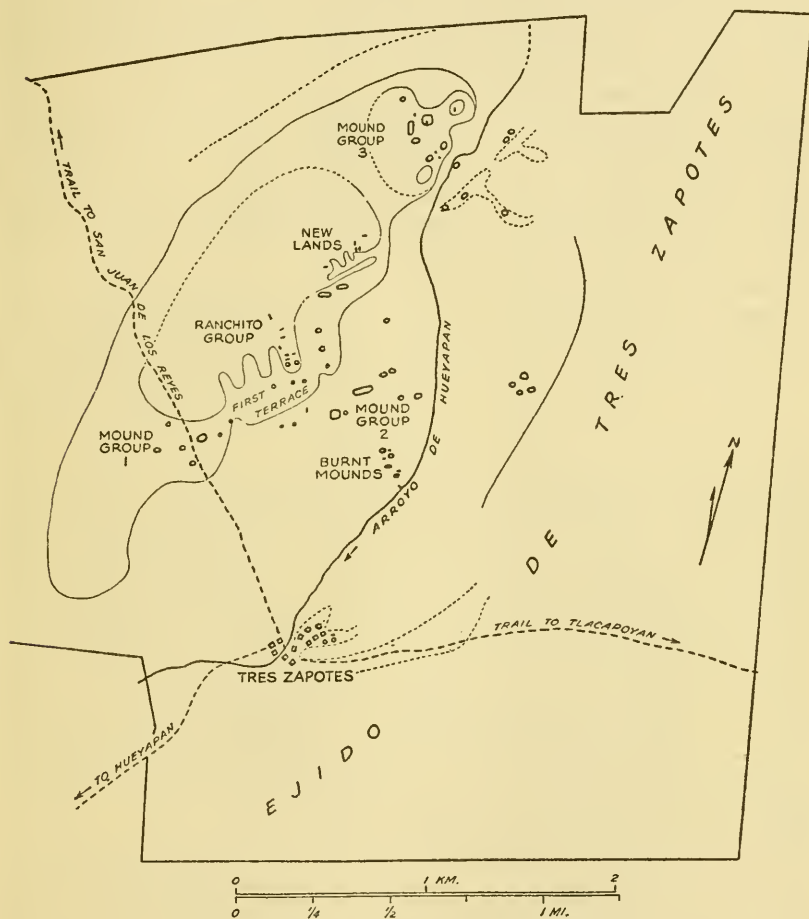 MOUND
GROUP
3
TRAIL TO SAN JUAN DE LOS REYES
NEW
LANDS
ZAPOTES
RANCHITO
GROUP
ARROYO DE HUEYAPAN
TRES
FIRST
TERRACE
MOUND
GROUP
1
MOUND
GROUP
2
BURNT
MOUNDS
N
DE
TRAIL TO TLACAPOYAN
TRES ZAPOTES
TO HUEYAPAN
EJIDO
0 1 KM. 2
0 1/4 1/2 1 MI.